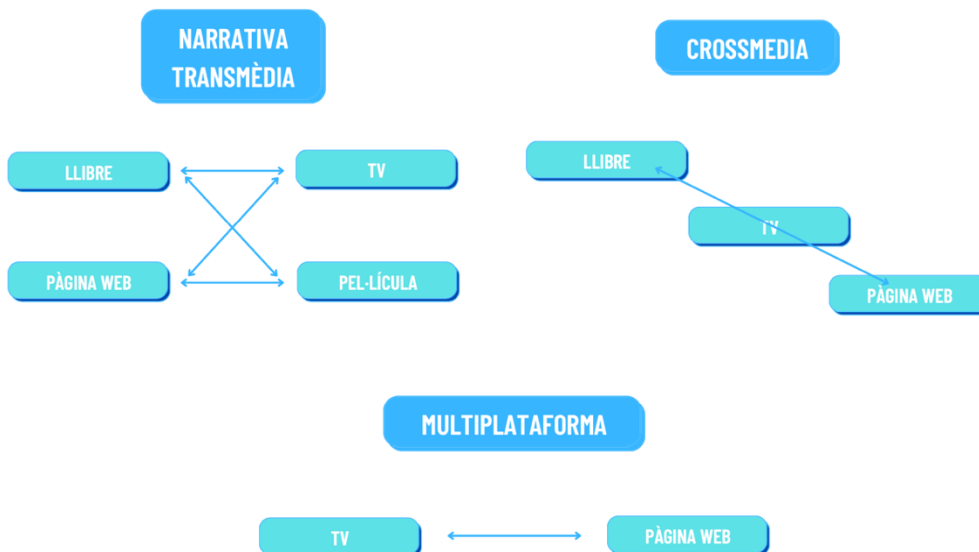 NARRATIVA
TRANSMÈDIA
LLIBRE
TV
PÀGINA WEB
PEL·LÍCULA
CROSSMEDIA
LLIBRE
TV
PÀGINA WEB
MULTIPLATAFORMA
TV
PÀGINA WEB